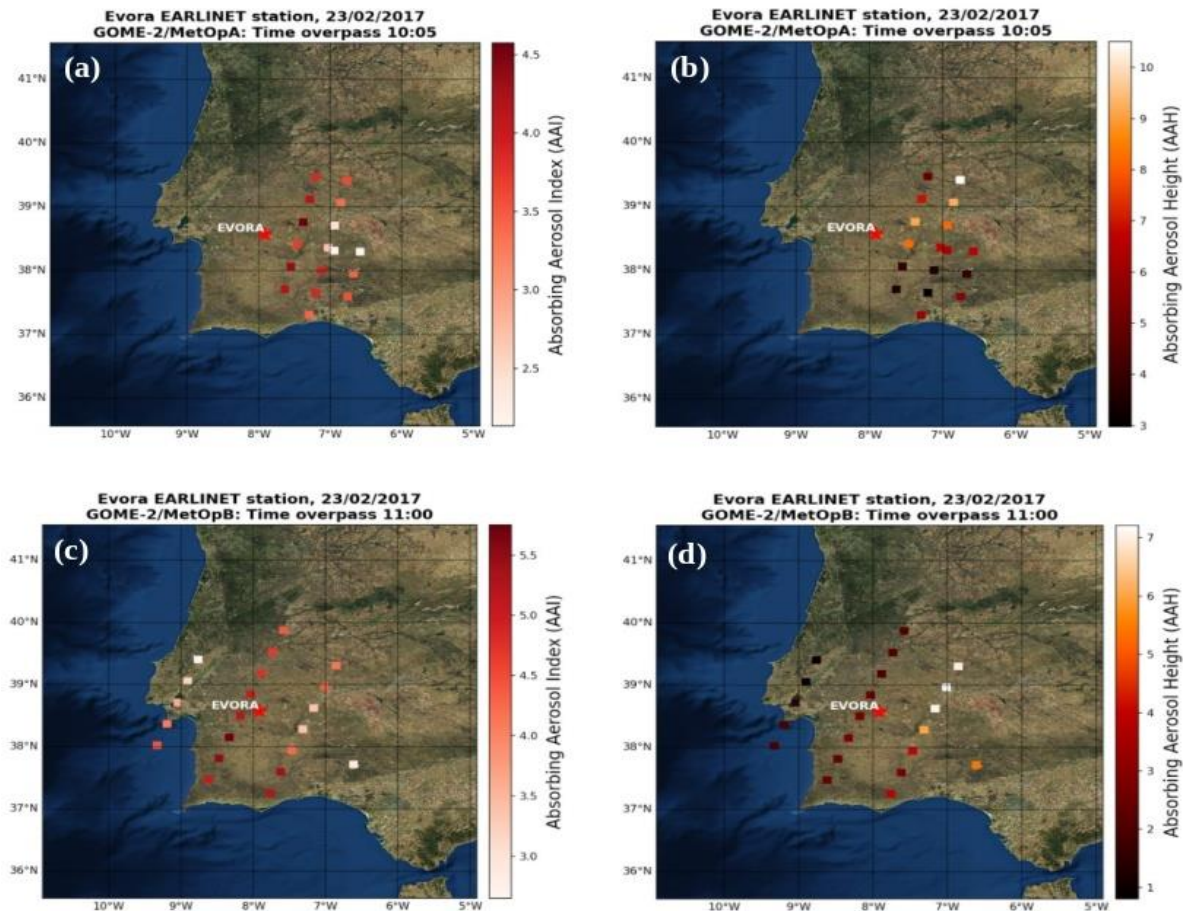 Evora EARLINET station, 23/02/2017
GOME-2/MetOpA: Time overpass 10:05
(a)
41°N
40°N
39°N
38°N
37°N
36°N
10°W 9°W 8°W 7°W 6°W 5°W
EVORA
4.5
4.0
3.5
3.0
2.5
Absorbing Aerosol Index (AAI)
Evora EARLINET station, 23/02/2017
GOME-2/MetOpA: Time overpass 10:05
(b)
41°N
40°N
39°N
38°N
37°N
36°N
10°W 9°W 8°W 7°W 6°W 5°W
EVORA
10
9
8
7
6
5
4
3
Absorbing Aerosol Height (AAH)
Evora EARLINET station, 23/02/2017
GOME-2/MetOpB: Time overpass 11:00
(c)
41°N
40°N
39°N
38°N
37°N
36°N
10°W 9°W 8°W 7°W 6°W 5°W
EVORA
5.5
5.0
4.5
4.0
3.5
3.0
Absorbing Aerosol Index (AAI)
Evora EARLINET station, 23/02/2017
GOME-2/MetOpB: Time overpass 11:00
(d)
41°N
40°N
39°N
38°N
37°N
36°N
10°W 9°W 8°W 7°W 6°W 5°W
EVORA
7
6
5
4
3
2
1
Absorbing Aerosol Height (AAH)